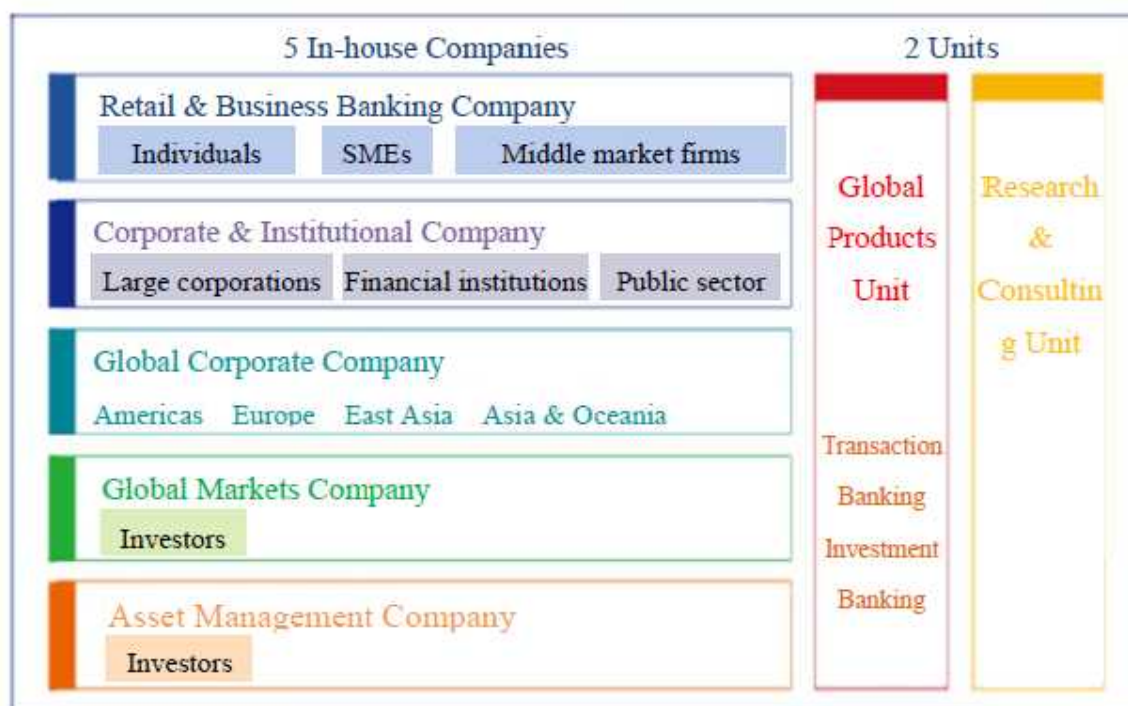 5 In-house Companies
Retail & Business Banking Company
Individuals SMEs Middle market firms
Corporate & Institutional Company
Large corporations Financial institutions Public sector
Global Corporate Company
Americas Europe East Asia Asia & Oceania
Global Markets Company
Investors
Asset Management Company
Investors
2 Units
Global
Products
Unit
Transaction
Banking
Investment
Banking
Research
&
Consultin
g Unit